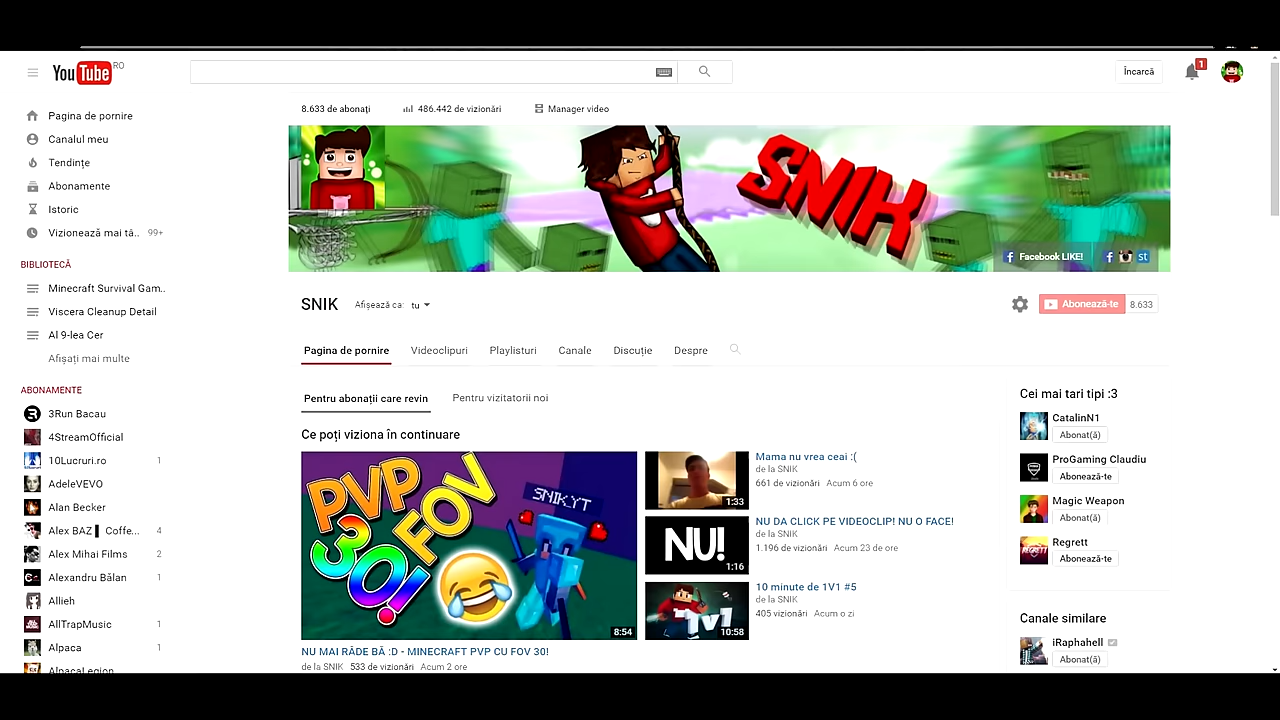 YouTube RO
Încarcă
1
Pagina de pornire
Canalul meu
Tendințe
Abonamente
Istoric
Vizionează mai tâ.. 99+
BIBLIOTECĂ
Minecraft Survival Gam..
Viscera Cleanup Detail
Al 9-lea Cer
Afișați mai multe
ABONAMENTE
3Run Bacau
4StreamOfficial
10Lucruri.ro 1
AdeleVEVO
Alan Becker
Alex BAZ ▌ Coffe... 4
Alex Mihai Films 2
Alexandru Bălan 1
Allieh
AllTrapMusic 1
Alpaca 1
AlpacaLegion
8.633 de abonați
486.442 de vizionări
Manager video
SNIK
Facebook LIKE!
SNIK
Afișează ca: tu
Abonează-te 8.633
Pagina de pornire
Videoclipuri
Playlisturi
Canale
Discuție
Despre
Pentru abonații care revin
Pentru vizitatorii noi
Ce poți viziona în continuare
PVP
30!
FOV
SNIK_YT
8:54
NU MAI RÂDE BĂ :D - MINECRAFT PVP CU FOV 30!
de la SNIK 533 de vizionări Acum 2 ore
1:33
Mama nu vrea ceai :(
de la SNIK
661 de vizionări Acum 6 ore
NU!
1:16
NU DA CLICK PE VIDEOCLIP! NU O FACE!
de la SNIK
1.196 de vizionări Acum 23 de ore
1v1
10:58
10 minute de 1V1 #5
de la SNIK
405 vizionări Acum o zi
Cei mai tari tipi :3
CatalinN1
Abonat(ă)
ProGaming Claudiu
Abonează-te
Magic Weapon
Abonat(ă)
REGRETT
Regrett
Abonează-te
Canale similare
iRaphahell
Abonat(ă)